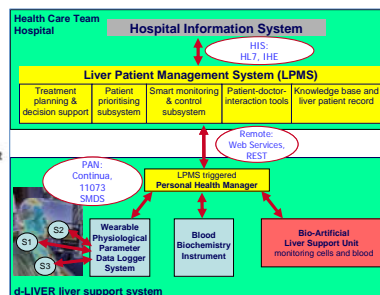 Health Care Team
Hospital
Hospital Information System
HIS:
HL7, IHE
Liver Patient Management System (LPMS)
Treatment
planning &
decision support
Patient
prioritising
subsystem
Smart monitoring
& control
subsystem
Patient-doctor-
interaction tools
Knowledge base and
liver patient record
Remote:
Web Services,
REST
PAN:
Continua,
11073
SMDS
LPMS triggered
Personal Health Manager
S2
S1
S3
Wearable
Physiological
Parameter
Data Logger
System
Blood
Biochemistry
Instrument
Bio-Artificial
Liver Support Unit
monitoring cells and blood
d-LIVER liver support system